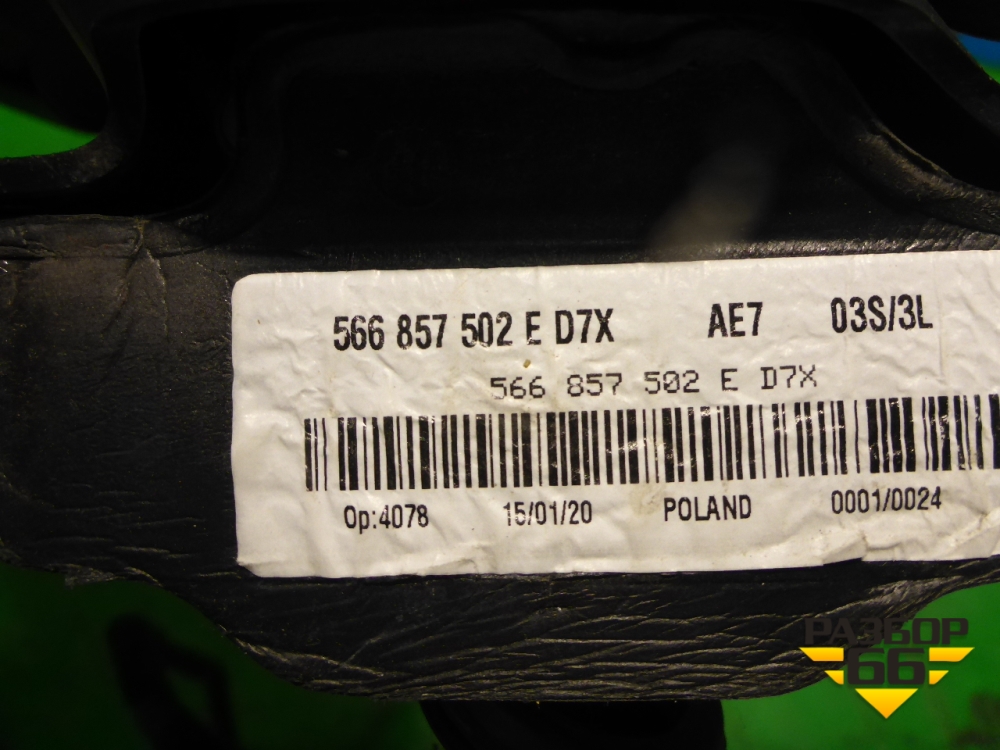 566 857 502 E D7X AE7 03S/3L
566 857 502 E D7X
Op:4078 15/01/20 POLAND 0001/0024
РАЗБОР
66